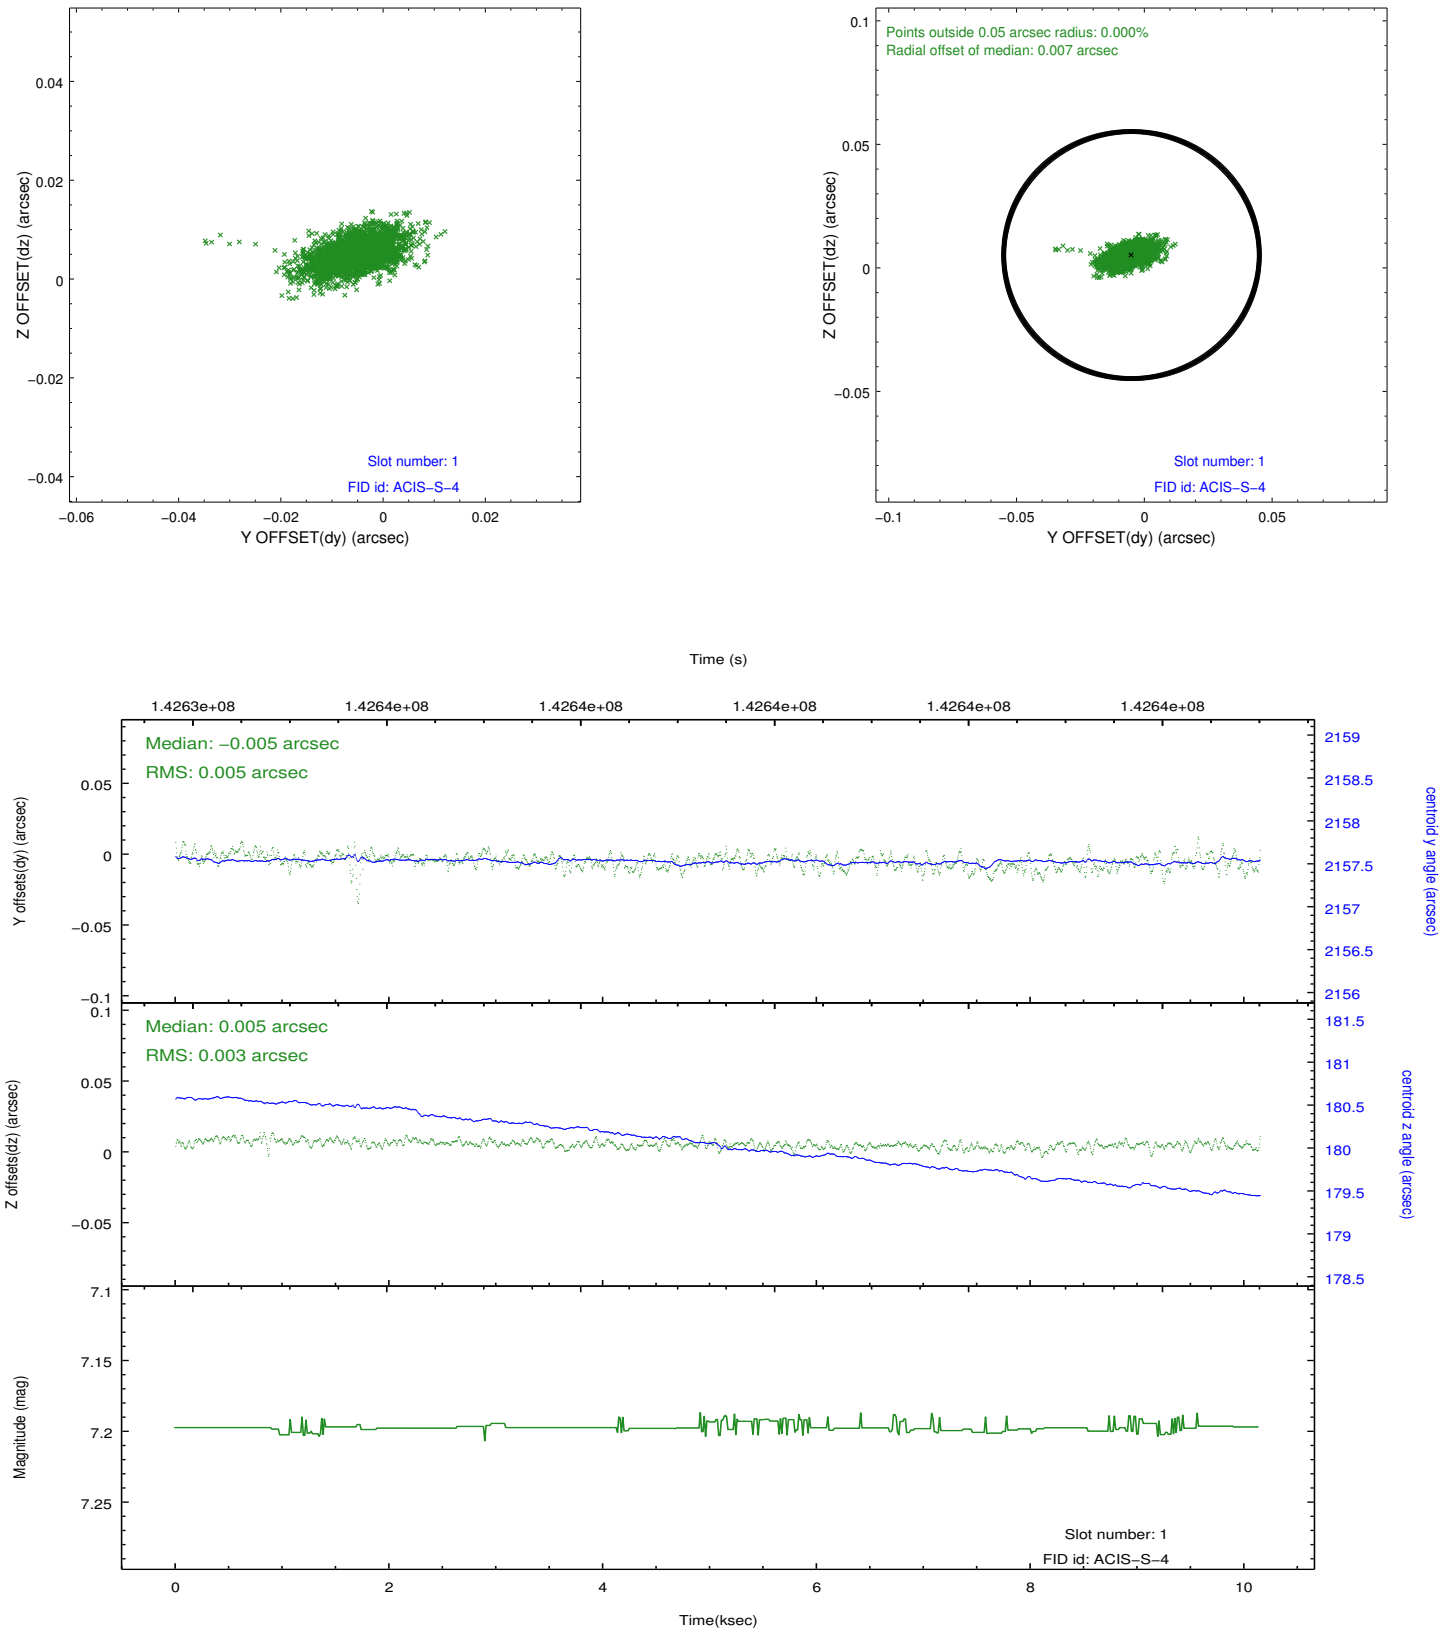 0.04
0.02
0
−0.02
−0.04
Z OFFSET(dz) (arcsec)
Slot number: 1
FID id: ACIS−S−4
−0.06
−0.04
−0.02
0
0.02
Y OFFSET(dy) (arcsec)
Points outside 0.05 arcsec radius: 0.000%
Radial offset of median: 0.007 arcsec
0.1
0.05
0
−0.05
Z OFFSET(dz) (arcsec)
Slot number: 1
FID id: ACIS−S−4
−0.1
−0.05
0
0.05
Y OFFSET(dy) (arcsec)
Time (s)
1.4263e+08
1.4264e+08
1.4264e+08
1.4264e+08
1.4264e+08
1.4264e+08
Median: −0.005 arcsec
RMS: 0.005 arcsec
0.05
0
−0.05
−0.1
Y offsets(dy) (arcsec)
2159
2158.5
2158
2157.5
2157
2156.5
2156
centroid y angle (arcsec)
Median: 0.005 arcsec
RMS: 0.003 arcsec
0.1
0.05
0
−0.05
Z offsets(dz) (arcsec)
181.5
181
180.5
180
179.5
179
178.5
centroid z angle (arcsec)
7.1
7.15
7.2
7.25
Magnitude (mag)
Slot number: 1
FID id: ACIS−S−4
0
2
4
6
8
10
Time(ksec)